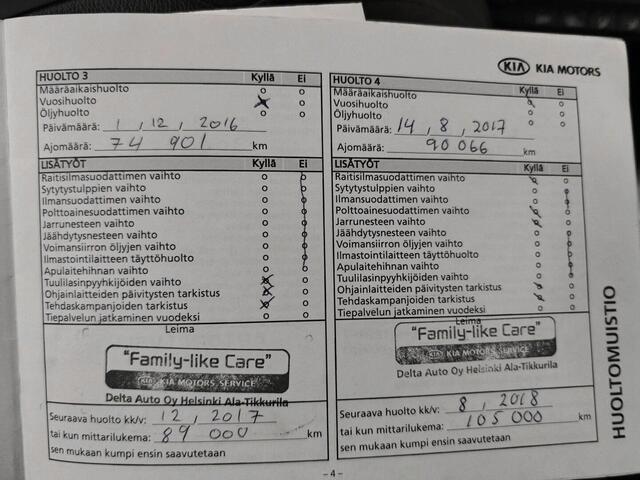 KIA KIA MOTORS
HUOLTO 3 Kyllä Ei
Määräaikaishuolto
Vuosihuolto
Öljyhuolto
Päivämäärä: 1 , 12 , 2016
Ajomäärä: 74 901 km
LISÄTYÖT Kyllä Ei
Raitisilmasuodattimen vaihto
Sytytystulppien vaihto
Ilmansuodattimen vaihto
Polttoainesuodattimen vaihto
Jarrunesteen vaihto
Jäähdytysnesteen vaihto
Voimansiirron öljyjen vaihto
Ilmastointilaitteen täyttöhuolto
Apulaitehihnan vaihto
Tuulilasinpyyhkijöiden vaihto
Ohjainlaitteiden päivitysten tarkistus
Tehdaskampanjoiden tarkistus
Tiepalvelun jatkaminen vuodeksi
Leima
"Family-like Care"
KIA KIA MOTORS SERVICE
Delta Auto Oy Helsinki Ala-Tikkurila
Seuraava huolto kk/v: 12 , 2017
tai kun mittarilukema: 89 000 km
sen mukaan kumpi ensin saavutetaan
HUOLTO 4 Kyllä Ei
Määräaikaishuolto
Vuosihuolto
Öljyhuolto
Päivämäärä: 14 , 8 , 2017
Ajomäärä: 90 066 km
LISÄTYÖT Kyllä Ei
Raitisilmasuodattimen vaihto
Sytytystulppien vaihto
Ilmansuodattimen vaihto
Polttoainesuodattimen vaihto
Jarrunesteen vaihto
Jäähdytysnesteen vaihto
Voimansiirron öljyjen vaihto
Ilmastointilaitteen täyttöhuolto
Apulaitehihnan vaihto
Tuulilasinpyyhkijöiden vaihto
Ohjainlaitteiden päivitysten tarkistus
Tehdaskampanjoiden tarkistus
Tiepalvelun jatkaminen vuodeksi
Leima
"Family-like Care"
KIA KIA MOTORS SERVICE
Delta Auto Oy Helsinki Ala-Tikkurila
Seuraava huolto kk/v: 8 , 2018
tai kun mittarilukema: 105 000 km
sen mukaan kumpi ensin saavutetaan
HUOLTOMUISTIO
- 4 -